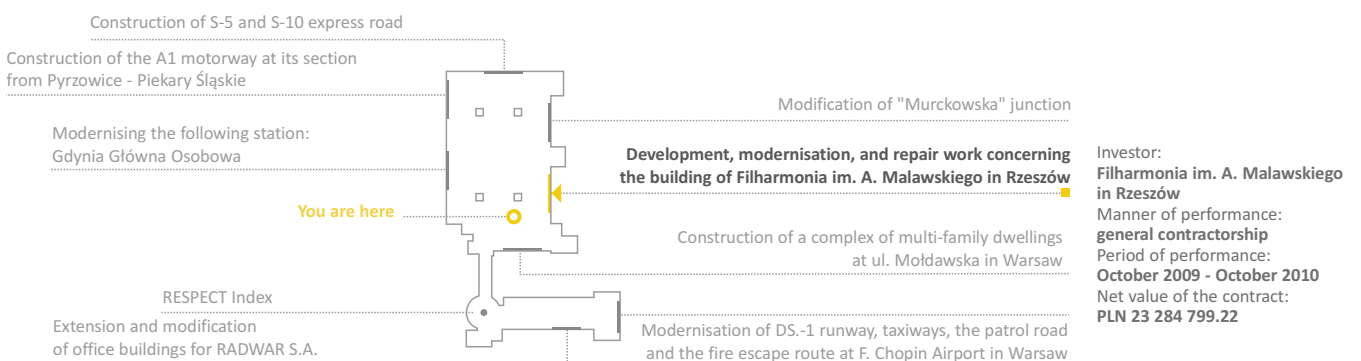 Construction of S-5 and S-10 express road
Construction of the A1 motorway at its section
from Pyrzowice - Piekary Śląskie
Modernising the following station:
Gdynia Główna Osobowa
You are here
RESPECT Index
Extension and modification
of office buildings for RADWAR S.A.
Modification of "Murckowska" junction
Development, modernisation, and repair work concerning
the building of Filharmonia im. A. Malawskiego in Rzeszów
Construction of a complex of multi-family dwellings
at ul. Mołdawska in Warsaw
Modernisation of DS.-1 runway, taxiways, the patrol road
and the fire escape route at F. Chopin Airport in Warsaw
Investor:
Filharmonia im. A. Malawskiego
in Rzeszów
Manner of performance:
general contractorship
Period of performance:
October 2009 - October 2010
Net value of the contract:
PLN 23 284 799.22